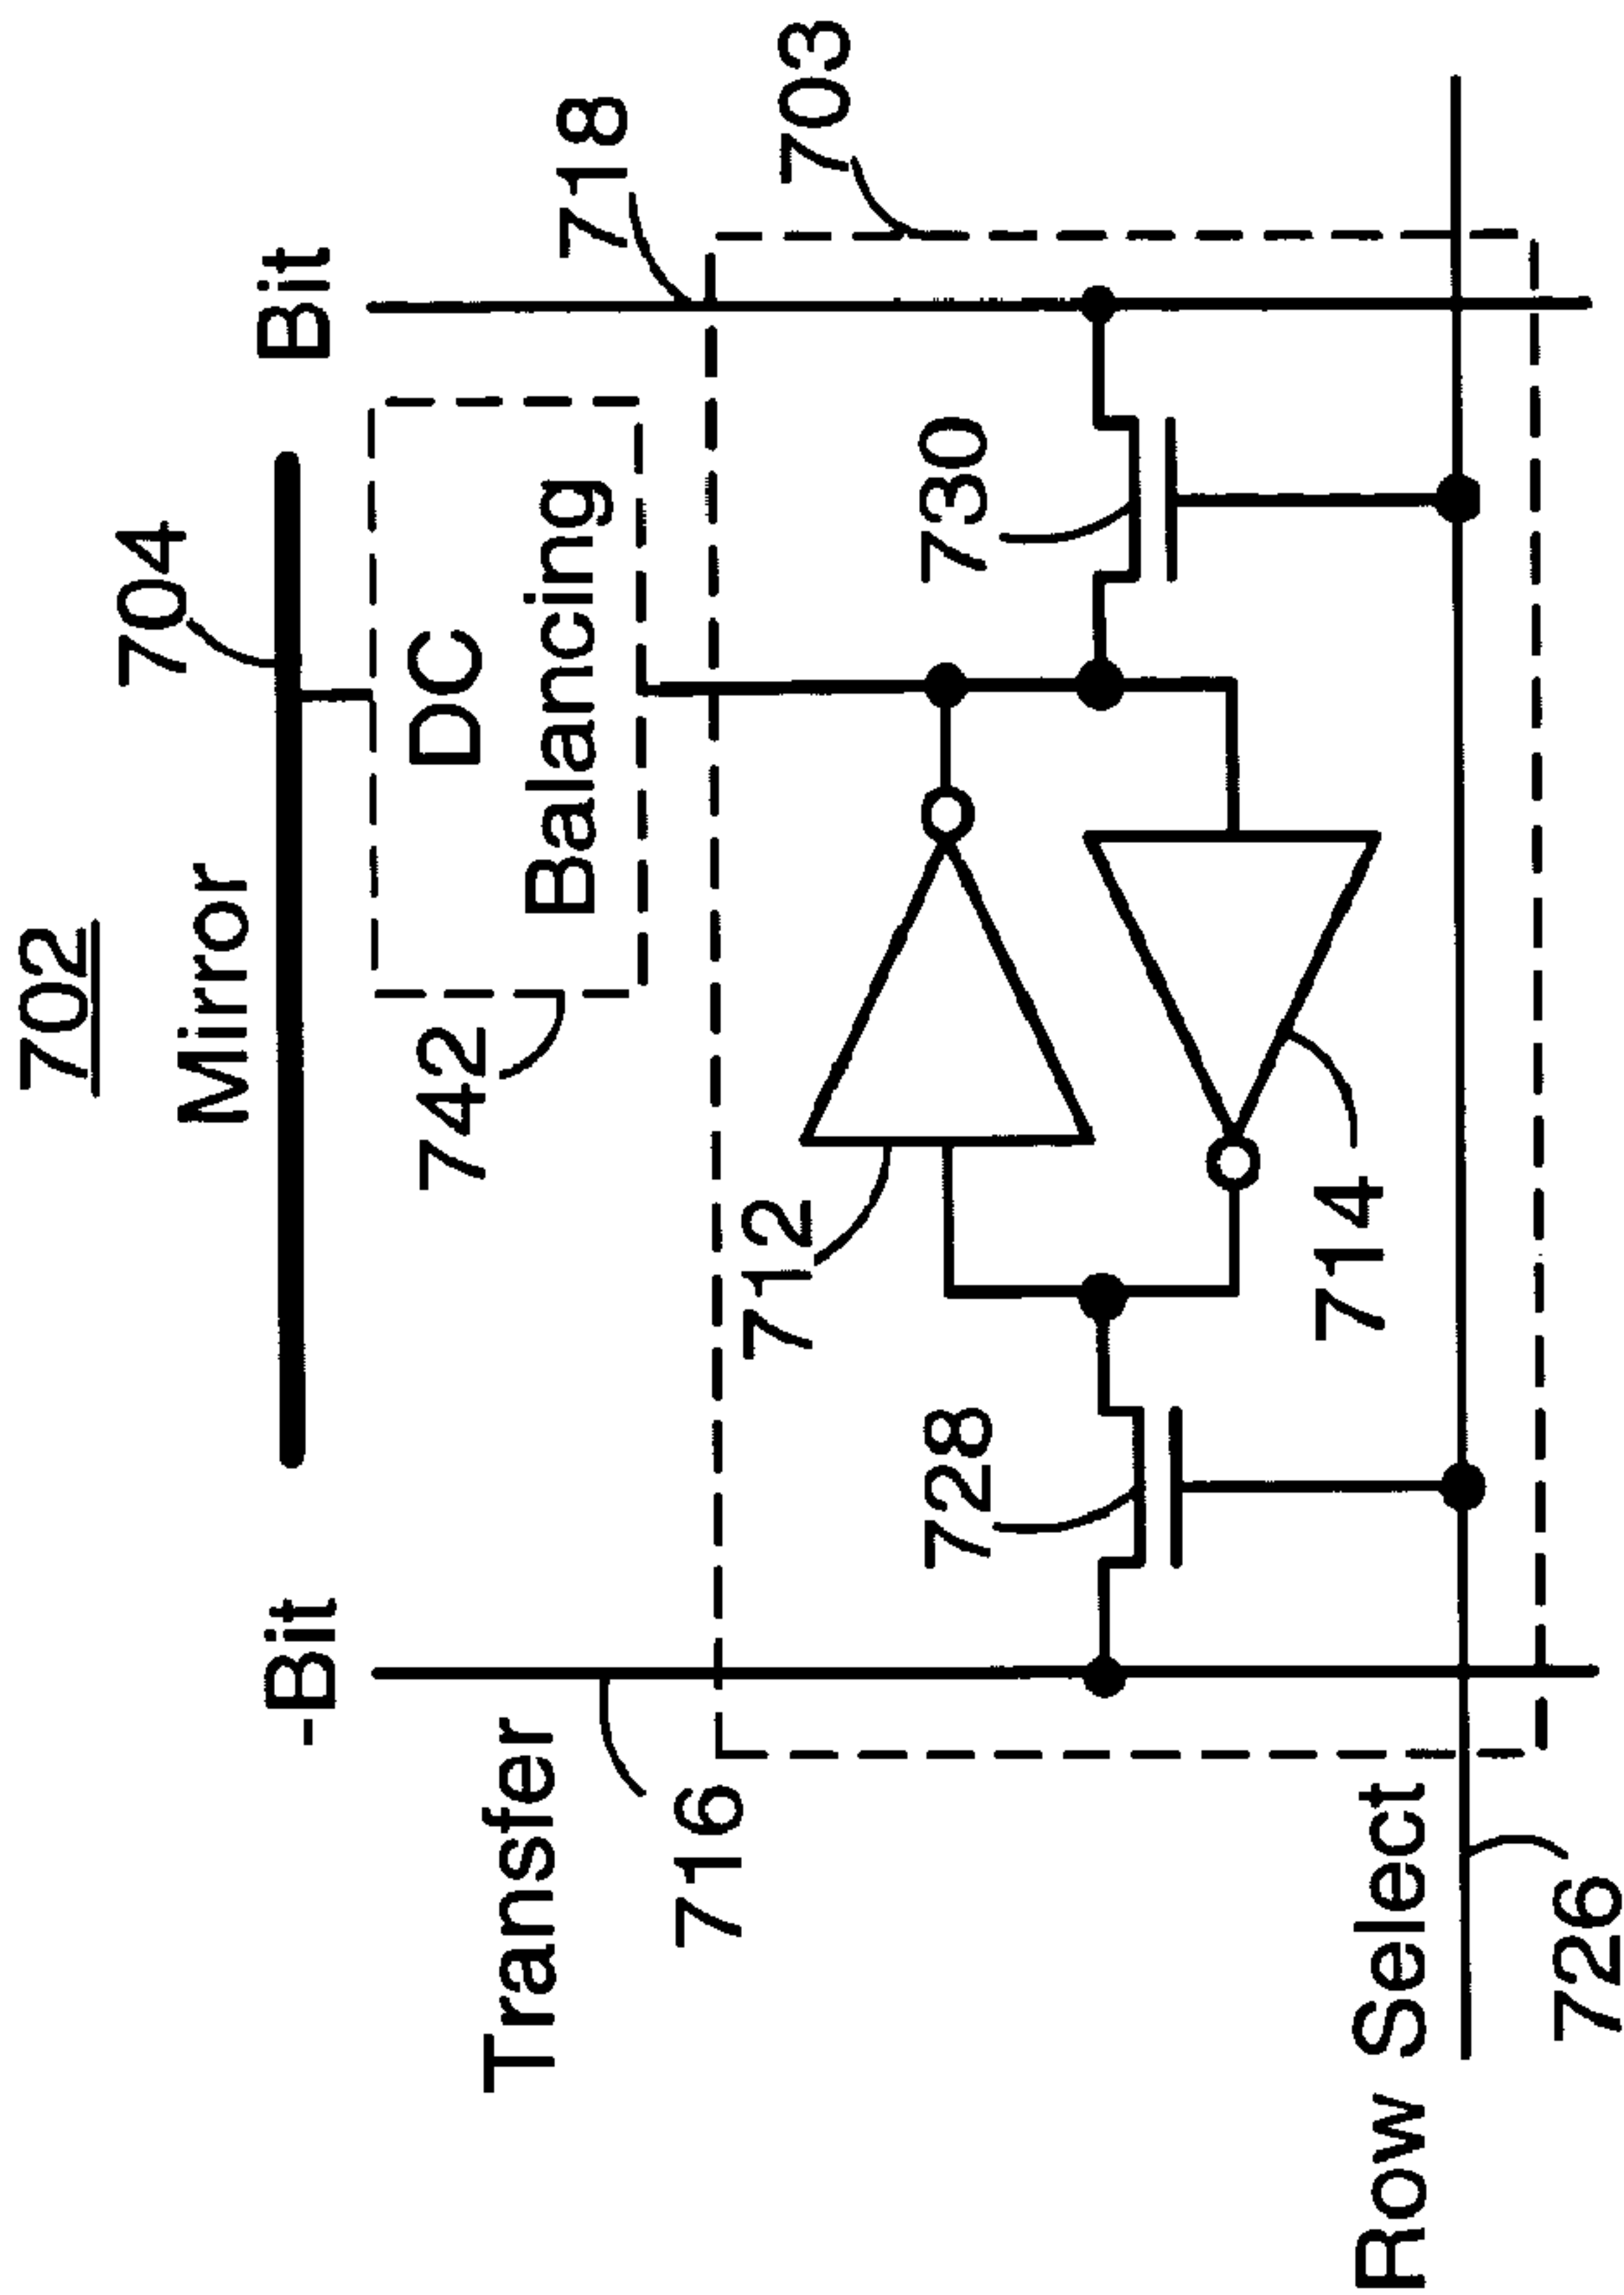 702
704
Mirror
-Bit
Bit
742
DC
Balancing
718
Transfer
716
703
712
728
730
714
Row Select
726